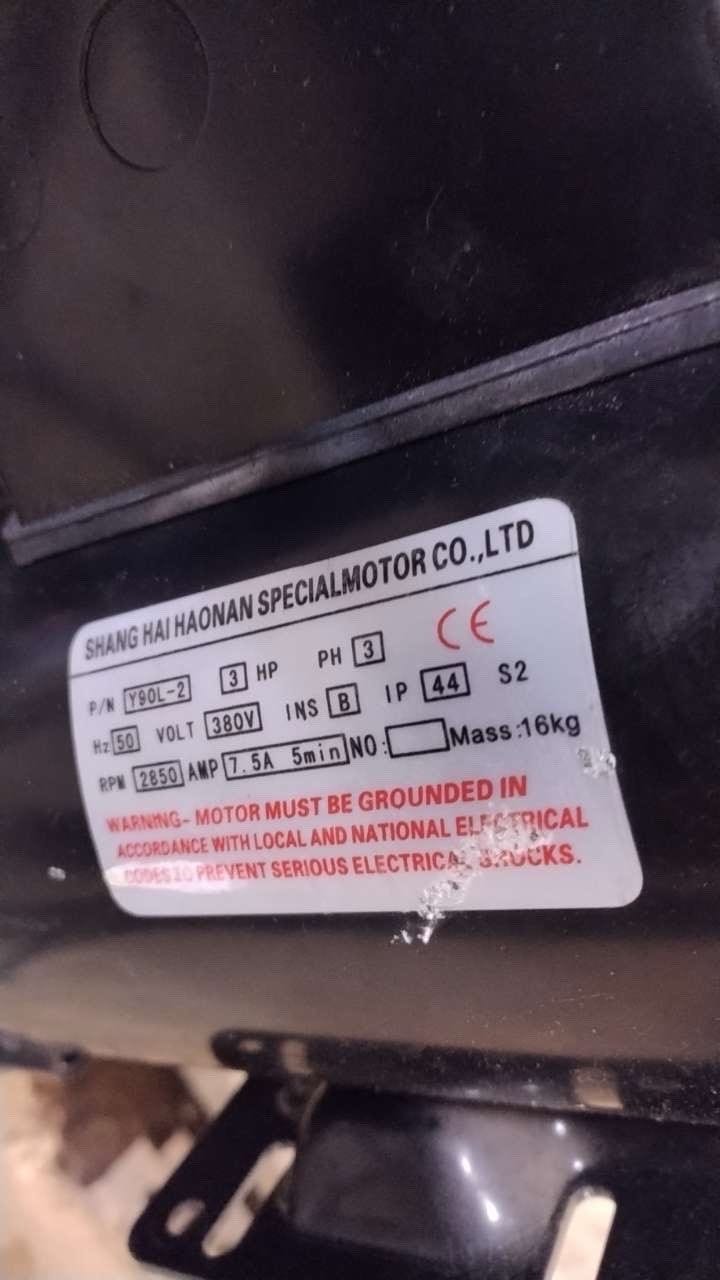 SHANG HAI HAONAN SPECIALMOTOR CO.,LTD
P/N Y90L-2 3 HP PH 3 CE
Hz 50 VOLT 380V INS B IP 44 S2
RPM 2850 AMP 7.5A 5min NO: Mass:16kg
WARNING- MOTOR MUST BE GROUNDED IN
ACCORDANCE WITH LOCAL AND NATIONAL ELECTRICAL
CODES TO PREVENT SERIOUS ELECTRICAL SHOCKS.